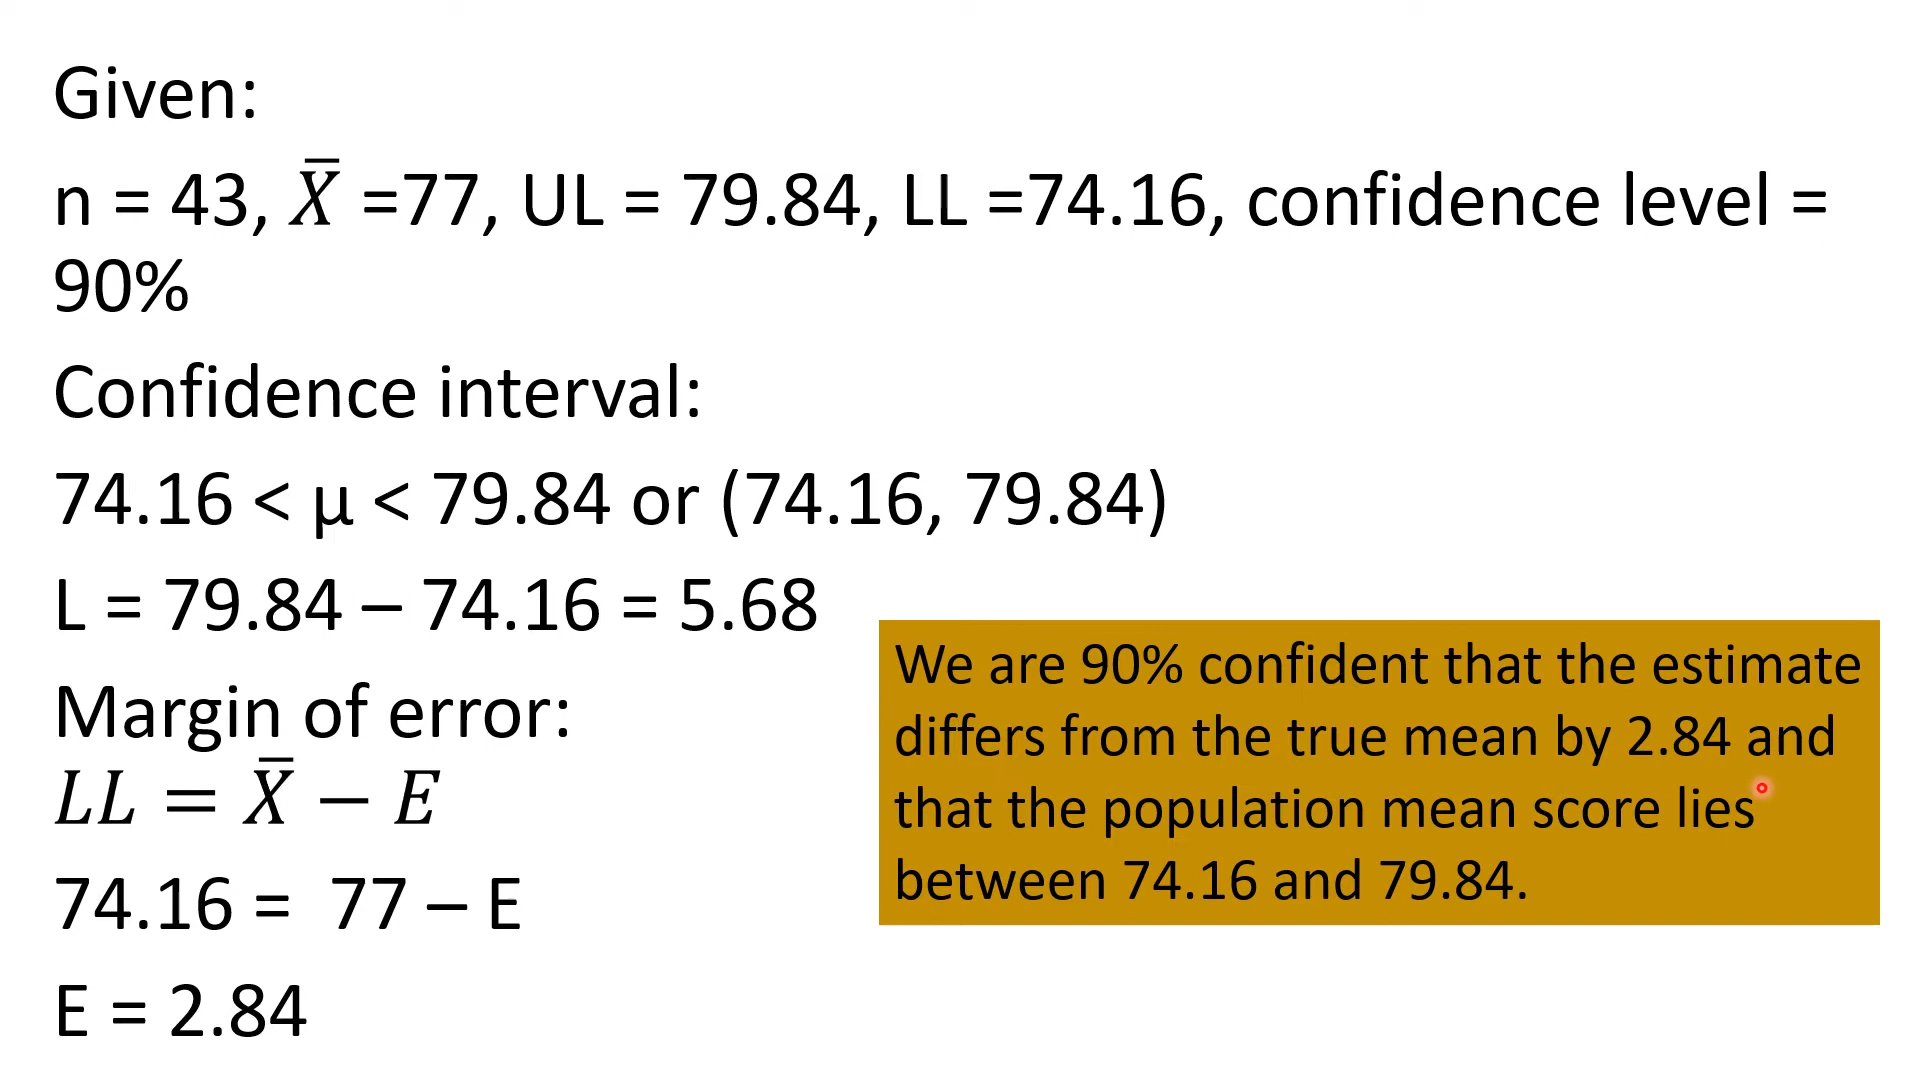 Given:
n = 43, X̄ =77, UL = 79.84, LL =74.16, confidence level =
90%
Confidence interval:
74.16 < µ < 79.84 or (74.16, 79.84)
L = 79.84 – 74.16 = 5.68
Margin of error:
LL = X̄ − E
74.16 = 77 – E
E = 2.84
We are 90% confident that the estimate
differs from the true mean by 2.84 and
that the population mean score lies
between 74.16 and 79.84.